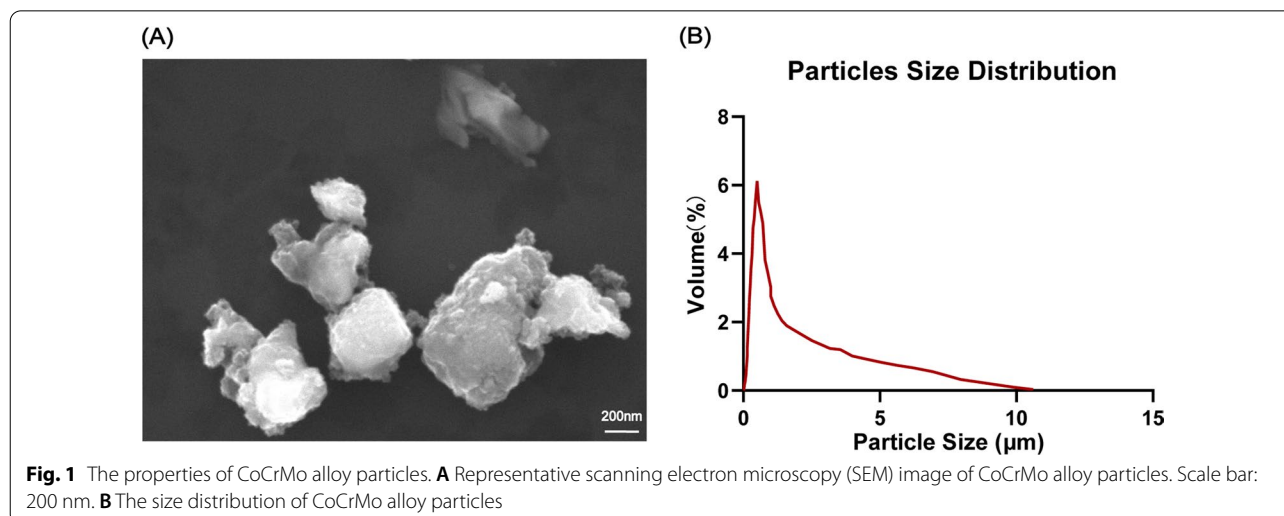 (A)
200nm
(B)
Particles Size Distribution
Volume(%)
8
6
4
2
0
0 5 10 15
Particle Size (µm)
Fig. 1 The properties of CoCrMo alloy particles. A Representative scanning electron microscopy (SEM) image of CoCrMo alloy particles. Scale bar:
200 nm. B The size distribution of CoCrMo alloy particles